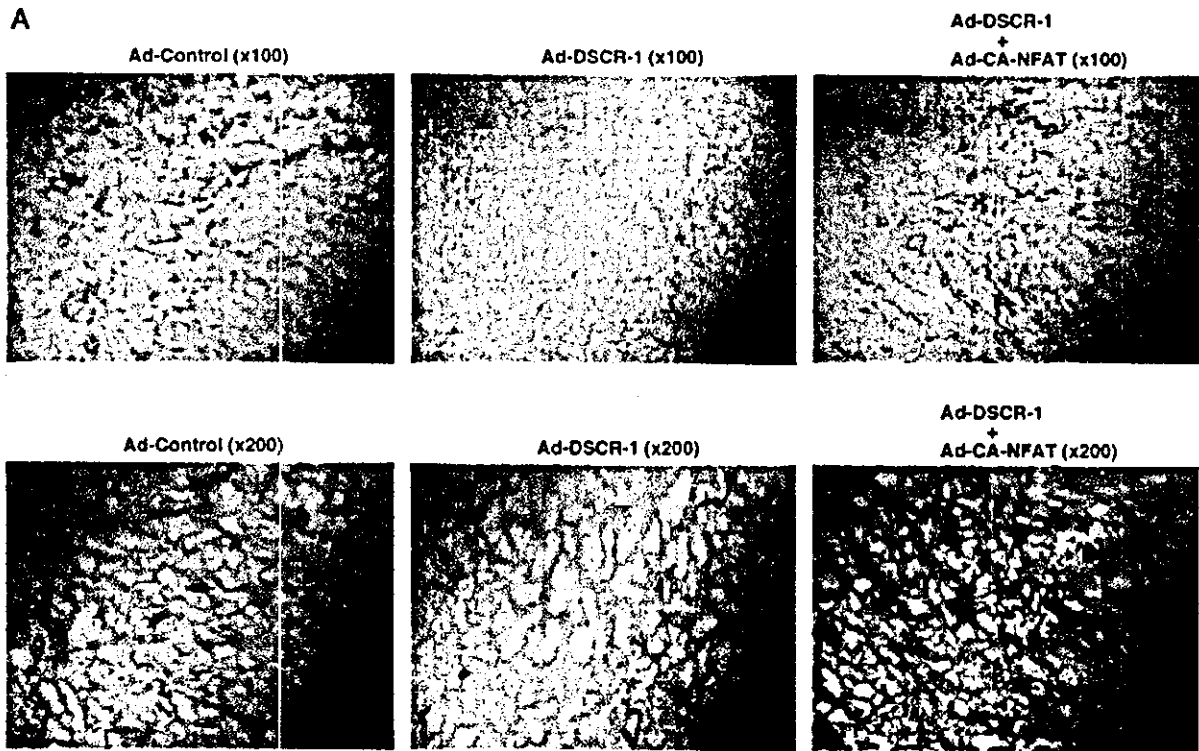 A
Ad-Control (x100)
Ad-DSCR-1 (x100)
Ad-DSCR-1
+
Ad-CA-NFAT (x100)
Ad-Control (x200)
Ad-DSCR-1 (x200)
Ad-DSCR-1
+
Ad-CA-NFAT (x200)